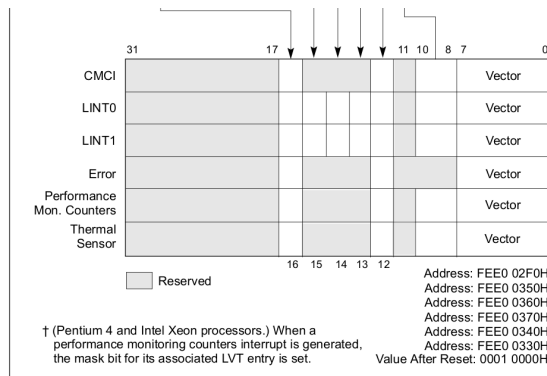 31 17 11 10 8 7 0
CMCI Vector
LINT0 Vector
LINT1 Vector
Error Vector
Performance
Mon. Counters Vector
Thermal
Sensor Vector
16 15 14 13 12
Reserved
Address: FEE0 02F0H
Address: FEE0 0350H
Address: FEE0 0360H
Address: FEE0 0370H
Address: FEE0 0340H
Address: FEE0 0330H
Value After Reset: 0001 0000H
† (Pentium 4 and Intel Xeon processors.) When a
performance monitoring counters interrupt is generated,
the mask bit for its associated LVT entry is set.